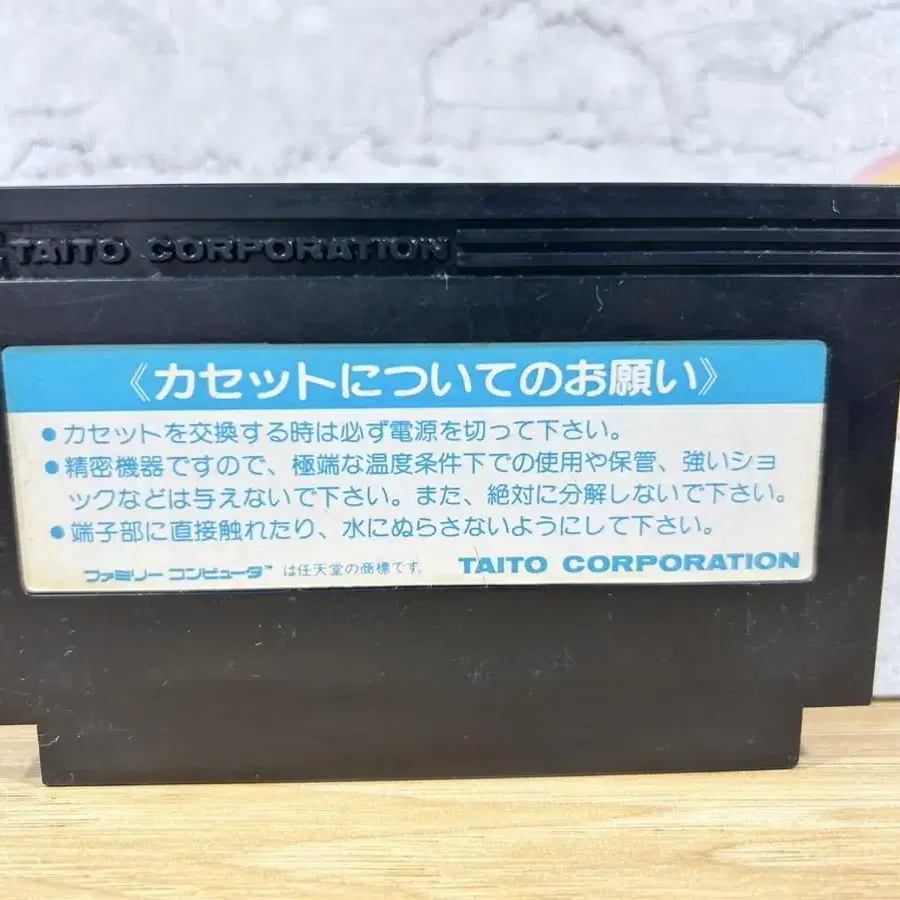 TAITO CORPORATION
《カセットについてのお願い》
●カセットを交換する時は必ず電源を切って下さい。
●精密機器ですので、極端な温度条件下での使用や保管、強いショ
ックなどは与えないで下さい。また、絶対に分解しないで下さい。
●端子部に直接触れたり、水にぬらさないようにして下さい。
ファミリーコンピュータ™ は任天堂の商標です。 TAITO CORPORATION